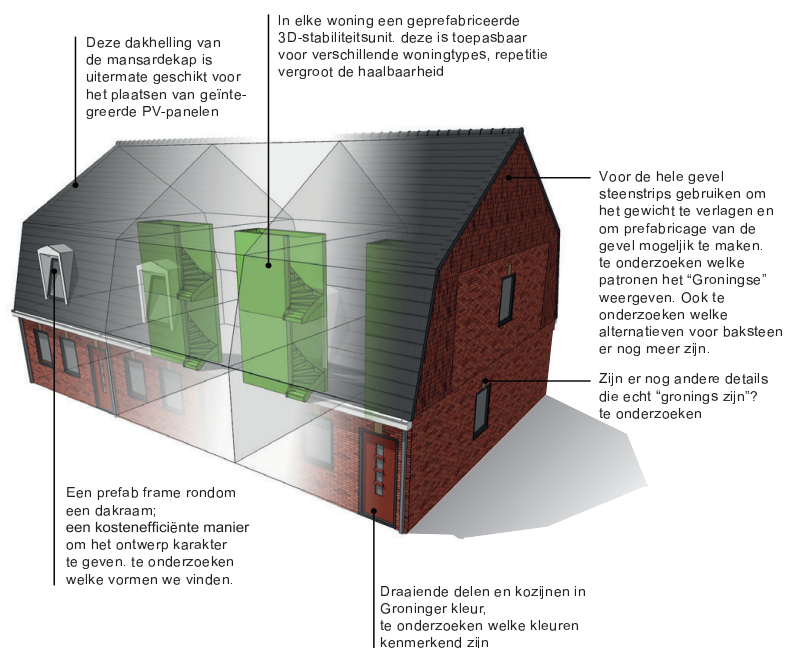 Deze dakhelling van
de mansardekap is
uitermate geschikt voor
het plaatsen van geïnte-
greerde PV-panelen
In elke woning een geprefabriceerde
3D-stabiliteitsunit. deze is toepasbaar
voor verschillende woningtypes, repetitie
vergroot de haalbaarheid
Voor de hele gevel
steenstrips gebruiken om
het gewicht te verlagen en
om prefabricage van de
gevel mogeljik te maken.
te onderzoeken welke
patronen het “Groningse”
weergeven. Ook te
onderzoeken welke
alternatieven voor baksteen
er nog meer zijn.
Zijn er nog andere details
die echt “gronings zijn”?
te onderzoeken
Een prefab frame rondom
een dakraam;
een kostenefficiënte manier
om het ontwerp karakter
te geven. te onderzoeken
welke vormen we vinden.
Draaiende delen en kozijnen in
Groninger kleur,
te onderzoeken welke kleuren
kenmerkend zijn